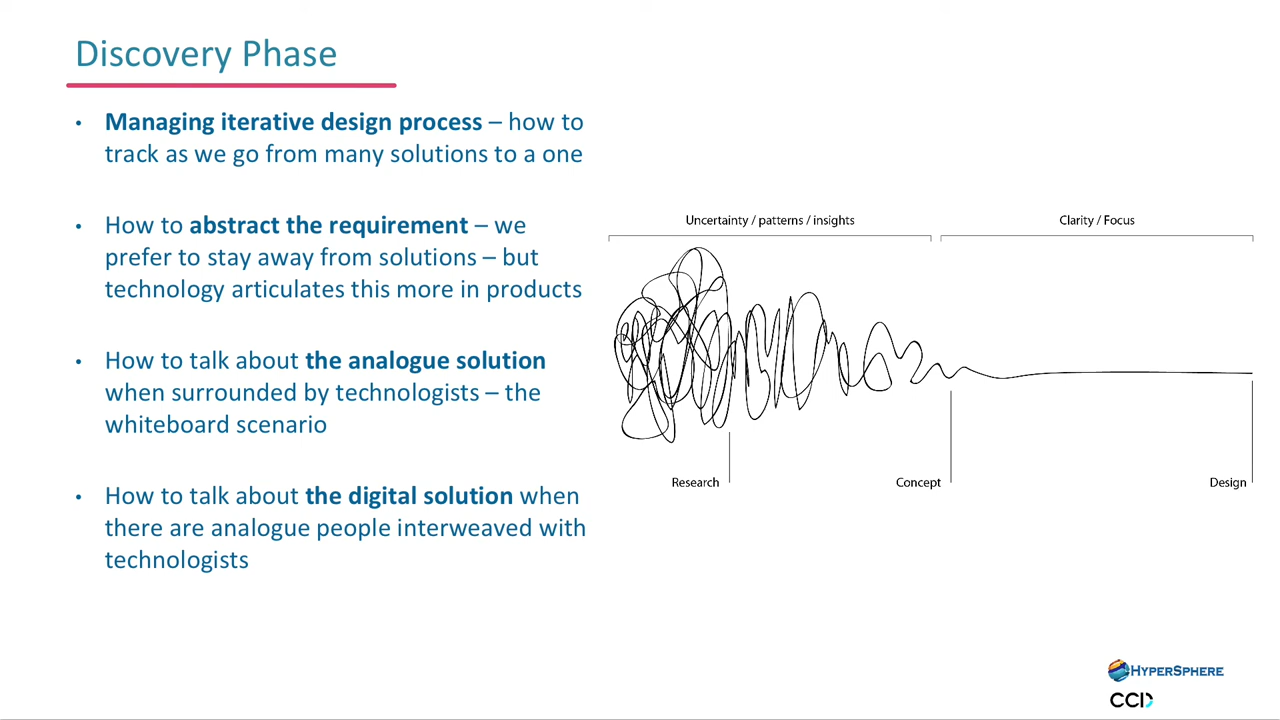 Discovery Phase
• Managing iterative design process – how to
track as we go from many solutions to a one
• How to abstract the requirement – we
prefer to stay away from solutions – but
technology articulates this more in products
• How to talk about the analogue solution
when surrounded by technologists – the
whiteboard scenario
• How to talk about the digital solution when
there are analogue people interweaved with
technologists
Uncertainty / patterns / insights
Clarity / Focus
Research
Concept
Design
HYPERSPHERE
CCD